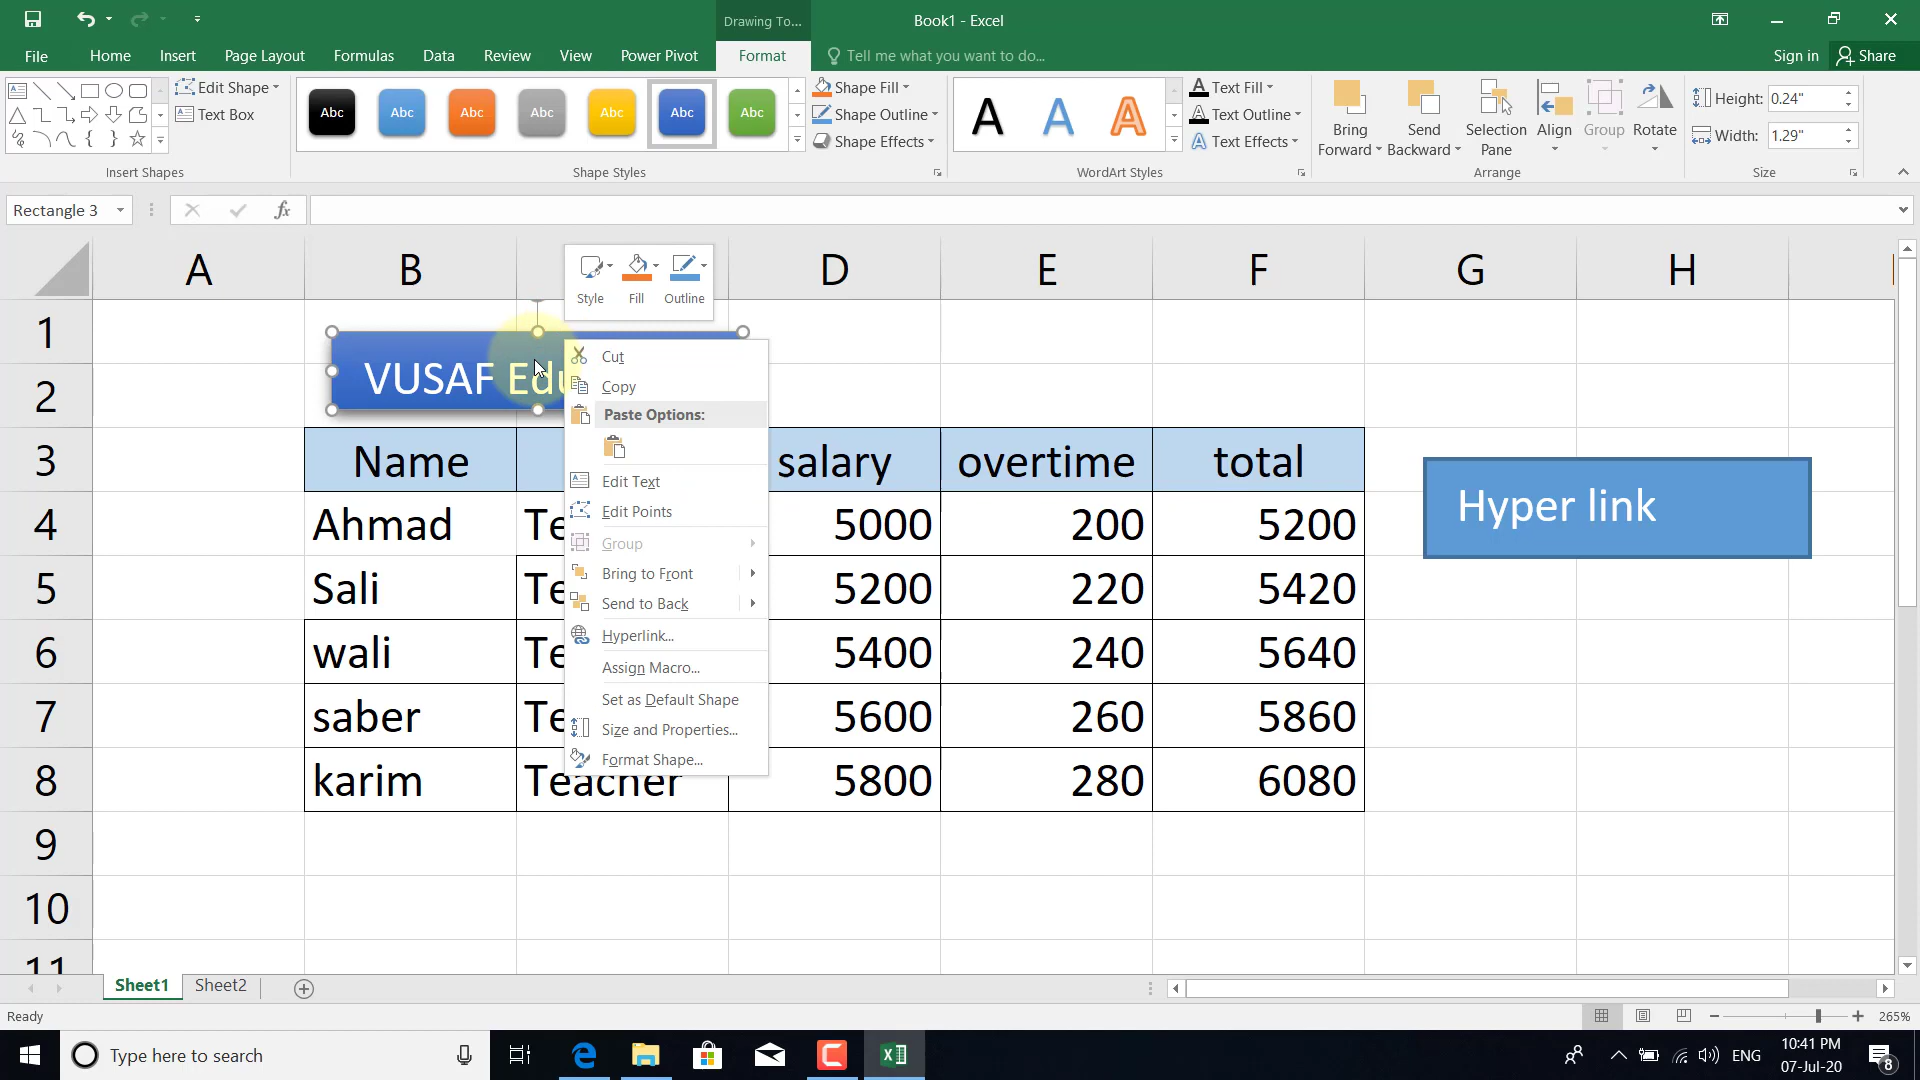 Drawing To...
Book1 - Excel
File
Home
Insert
Page Layout
Formulas
Data
Review
View
Power Pivot
Format
Tell me what you want to do...
Sign in
Share
Edit Shape
Text Box
Insert Shapes
Abc
Abc
Abc
Abc
Abc
Abc
Abc
Shape Fill
Shape Outline
Shape Effects
Shape Styles
A
A
A
Text Fill
Text Outline
Text Effects
WordArt Styles
Bring Forward
Send Backward
Selection Pane
Align
Group
Rotate
Arrange
Height: 0.24"
Width: 1.29"
Size
Rectangle 3
fx
A B D E F G H
Style Fill Outline
1
2
VUSAF
Cut
Copy
Paste Options:
Edit Text
Edit Points
Group
Bring to Front
Send to Back
Hyperlink...
Assign Macro...
Set as Default Shape
Size and Properties...
Format Shape...
3 Name salary overtime total
4 Ahmad Te 5000 200 5200
5 Sali Te 5200 220 5420
6 wali Te 5400 240 5640
7 saber Te 5600 260 5860
8 karim Teacher 5800 280 6080
9
10
11
Hyper link
Sheet1
Sheet2
Ready
265%
Type here to search
ENG
10:41 PM
07-Jul-20
8